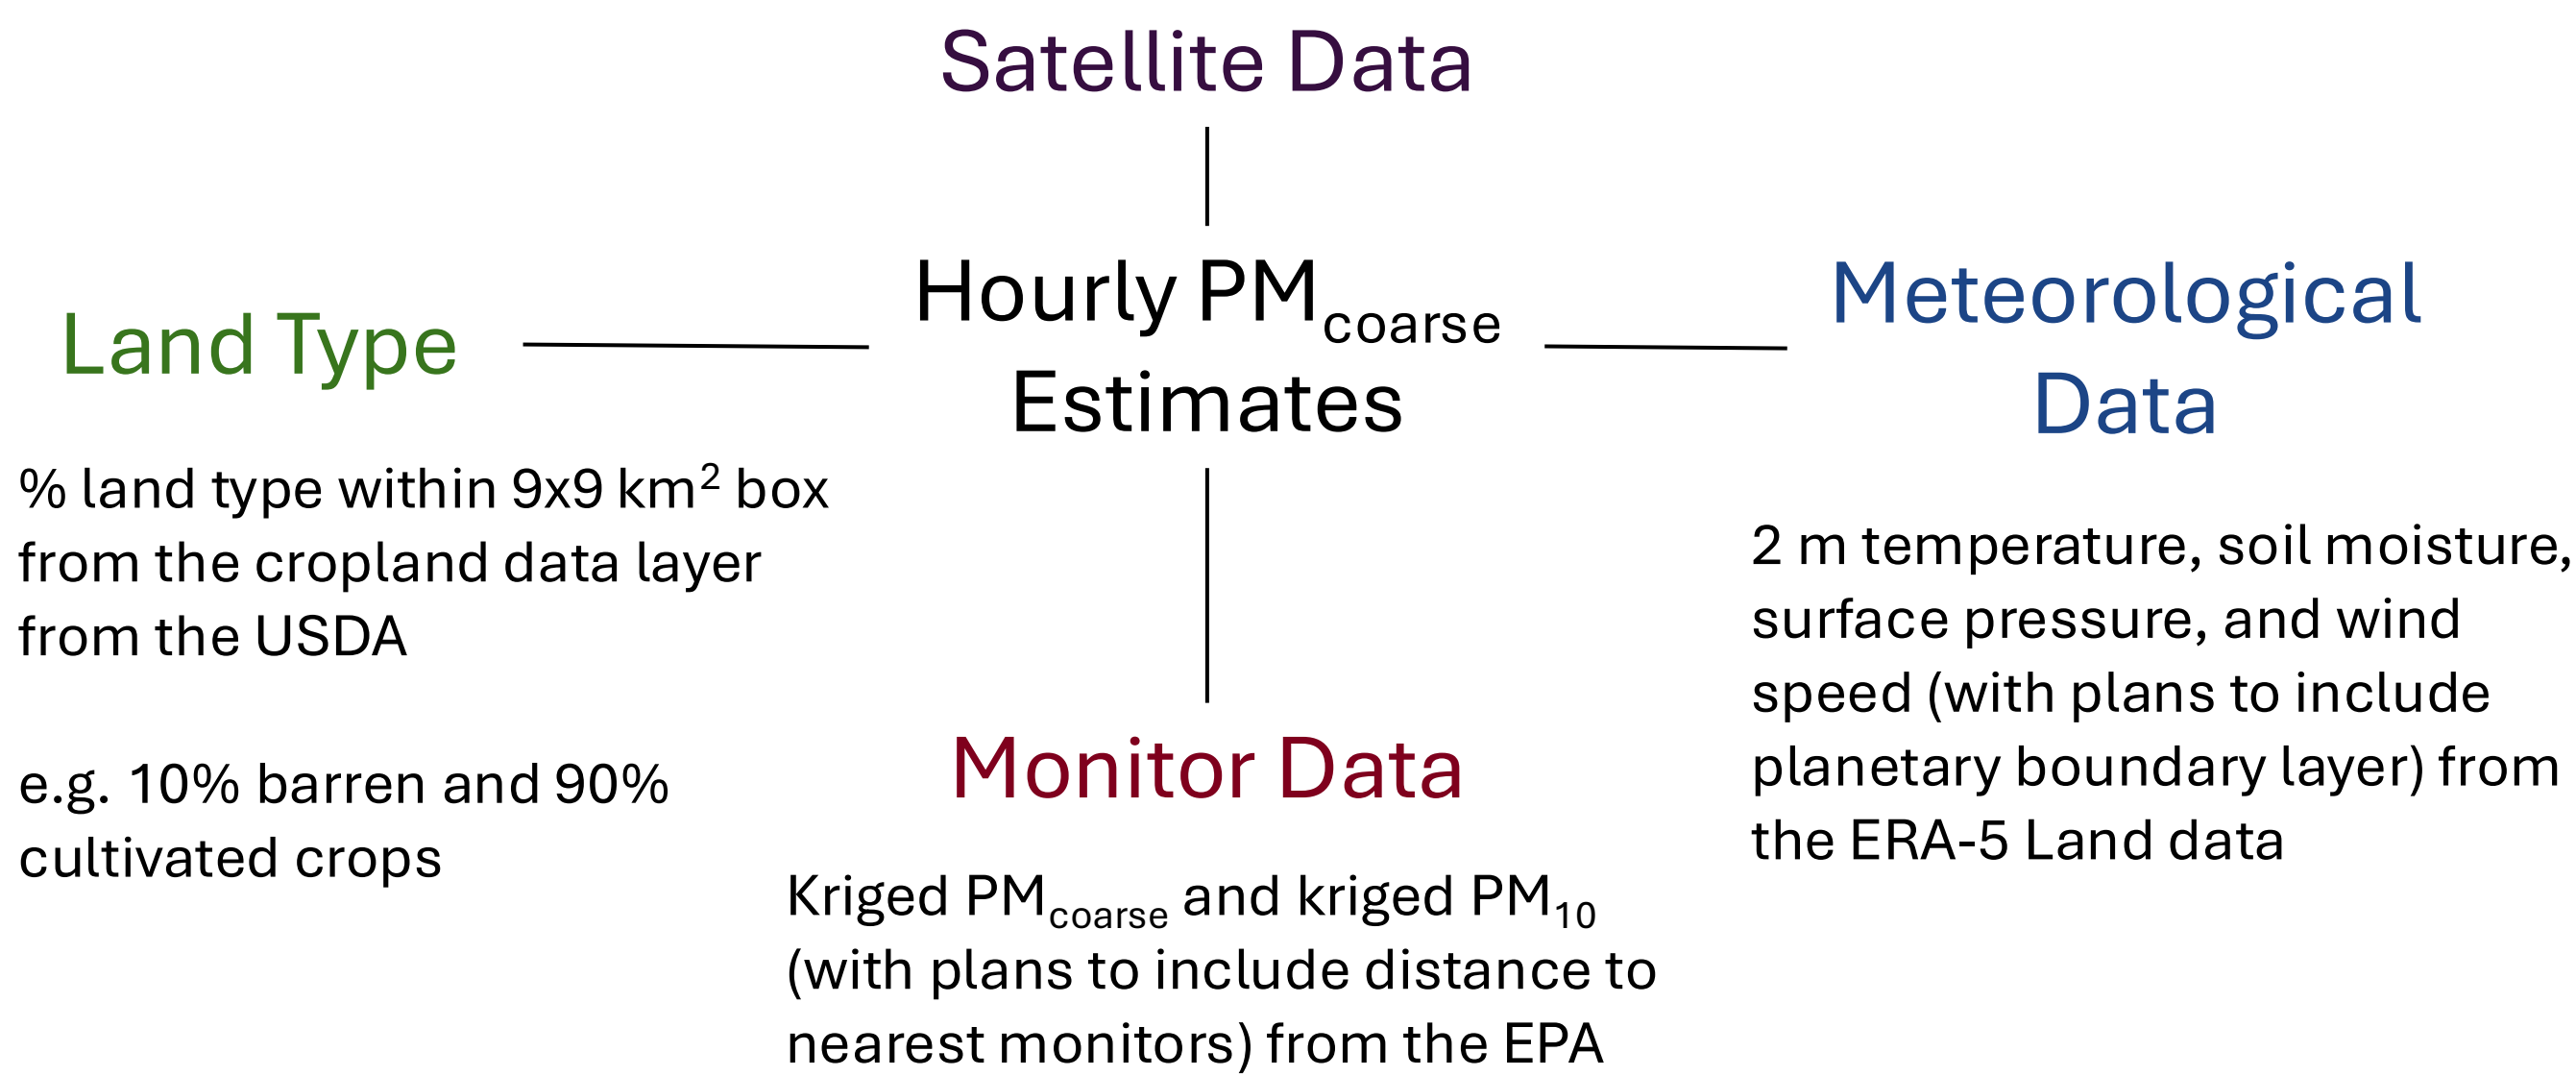 Satellite Data
Hourly PMcoarse
Estimates
Land Type
% land type within 9x9 km² box
from the cropland data layer
from the USDA
e.g. 10% barren and 90%
cultivated crops
Meteorological
Data
2 m temperature, soil moisture,
surface pressure, and wind
speed (with plans to include
planetary boundary layer) from
the ERA-5 Land data
Monitor Data
Kriged PMcoarse and kriged PM₁₀
(with plans to include distance to
nearest monitors) from the EPA